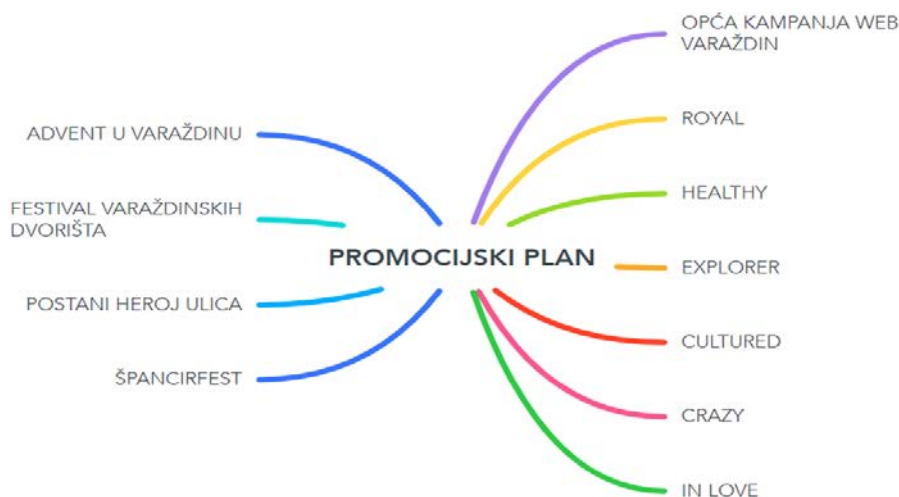 OPĆA KAMPANJA WEB
VARAŽDIN
ROYAL
HEALTHY
EXPLORER
CULTURED
CRAZY
IN LOVE
PROMOCIJSKI PLAN
ADVENT U VARAŽDINU
FESTIVAL VARAŽDINSKIH
DVORIŠTA
POSTANI HEROJ ULICA
ŠPANCIRFEST